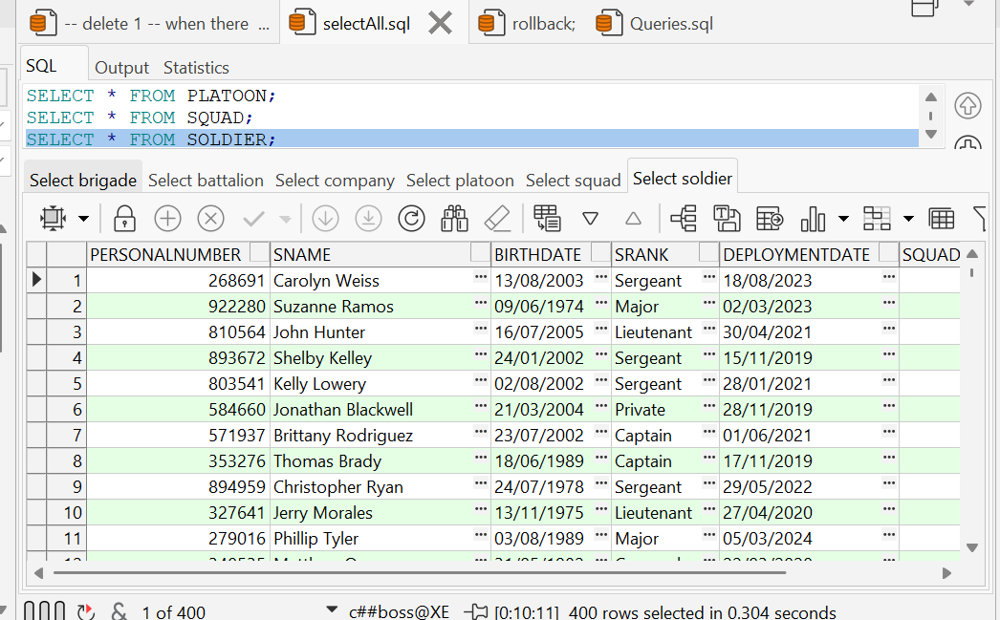 -- delete 1 -- when there ... selectAll.sql rollback; Queries.sql
SQL Output Statistics
SELECT * FROM PLATOON;
SELECT * FROM SQUAD;
SELECT * FROM SOLDIER;
Select brigade Select battalion Select company Select platoon Select squad Select soldier
PERSONALNUMBER SNAME BIRTHDATE SRANK DEPLOYMENTDATE SQUAD
1 268691 Carolyn Weiss ... 13/08/2003 ... Sergeant ... 18/08/2023 ...
2 922280 Suzanne Ramos ... 09/06/1974 ... Major ... 02/03/2023 ...
3 810564 John Hunter ... 16/07/2005 ... Lieutenant ... 30/04/2021 ...
4 893672 Shelby Kelley ... 24/01/2002 ... Sergeant ... 15/11/2019 ...
5 803541 Kelly Lowery ... 02/08/2002 ... Sergeant ... 28/01/2021 ...
6 584660 Jonathan Blackwell ... 21/03/2004 ... Private ... 28/11/2019 ...
7 571937 Brittany Rodriguez ... 23/07/2002 ... Captain ... 01/06/2021 ...
8 353276 Thomas Brady ... 18/06/1989 ... Captain ... 17/11/2019 ...
9 894959 Christopher Ryan ... 24/07/1978 ... Sergeant ... 29/05/2022 ...
10 327641 Jerry Morales ... 13/11/1975 ... Lieutenant ... 27/04/2020 ...
11 279016 Phillip Tyler ... 03/08/1989 ... Major ... 05/03/2024 ...
& 1 of 400 c##boss@XE [0:10:11] 400 rows selected in 0.304 seconds